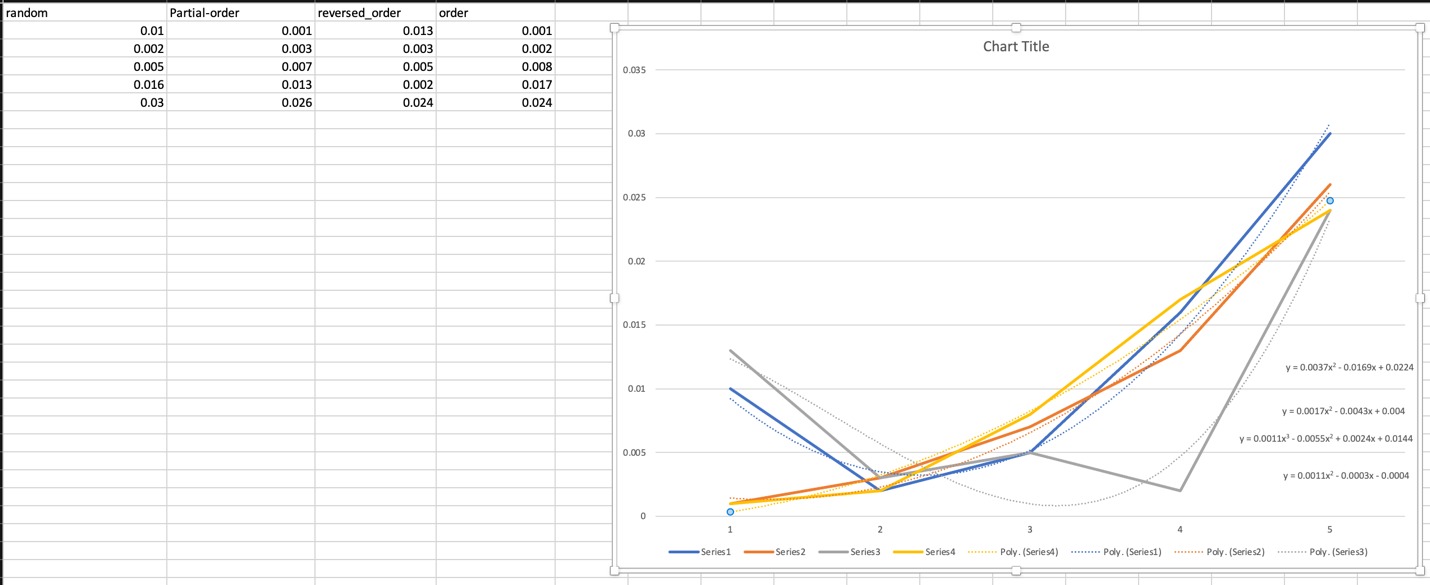 random Partial-order reversed_order order
0.01 0.001 0.013 0.001
0.002 0.003 0.003 0.002
0.005 0.007 0.005 0.008
0.016 0.013 0.002 0.017
0.03 0.026 0.024 0.024
Chart Title
0.035
0.03
0.025
0.02
0.015
0.01
0.005
0
y = 0.0037x² - 0.0169x + 0.0224
y = 0.0017x² - 0.0043x + 0.004
y = 0.0011x³ - 0.0055x² + 0.0024x + 0.0144
y = 0.0011x² - 0.0003x - 0.0004
1 2 3 4 5
Series1 Series2 Series3 Series4 Poly. (Series4) Poly. (Series1) Poly. (Series2) Poly. (Series3)